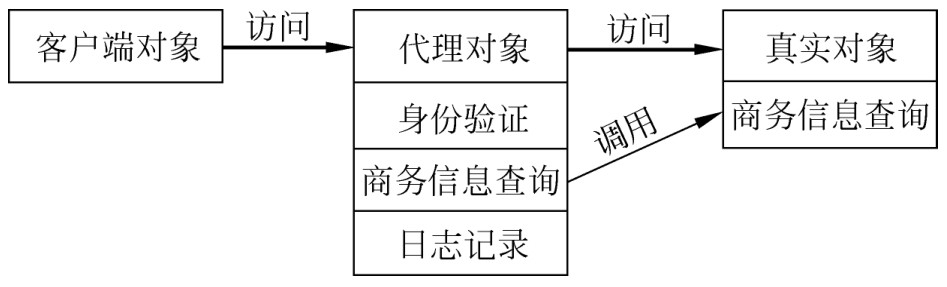 客户端对象
访问
代理对象
访问
真实对象
身份验证
商务信息查询
日志记录
调用
商务信息查询